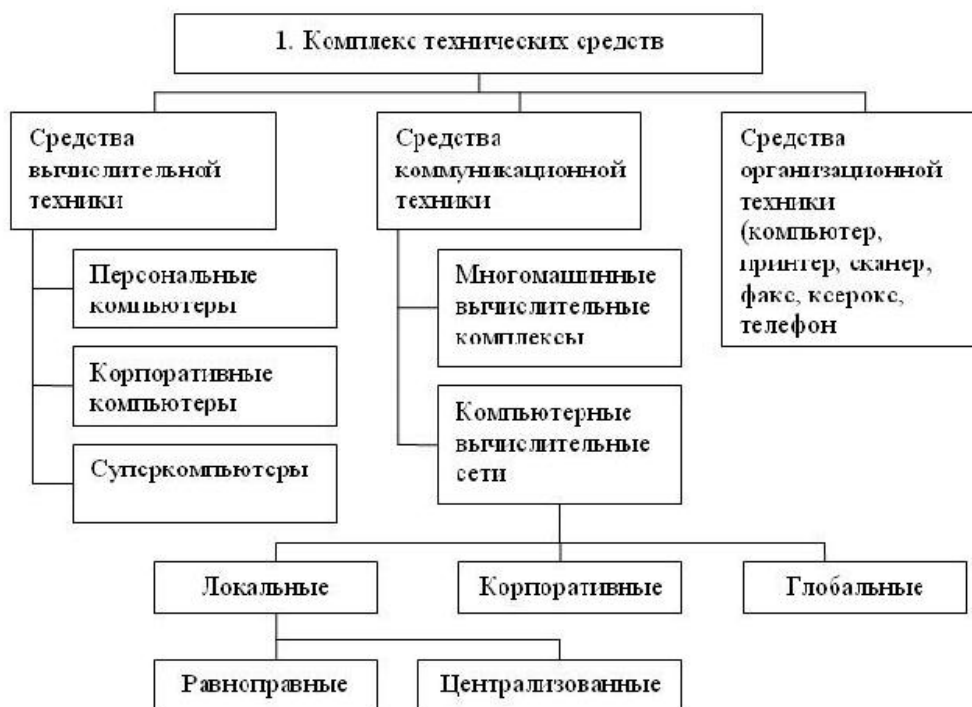 1. Комплекс технических средств
Средства
вычислительной
техники
Персональные
компьютеры
Корпоративные
компьютеры
Суперкомпьютеры
Средства
коммуникационной
техники
Многомашинные
вычислительные
комплексы
Компьютерные
вычислительные
сети
Средства
организационной
техники
(компьютер,
принтер, сканер,
факс, ксерокс,
телефон
Локальные
Корпоративные
Глобальные
Равноправные
Централизованные